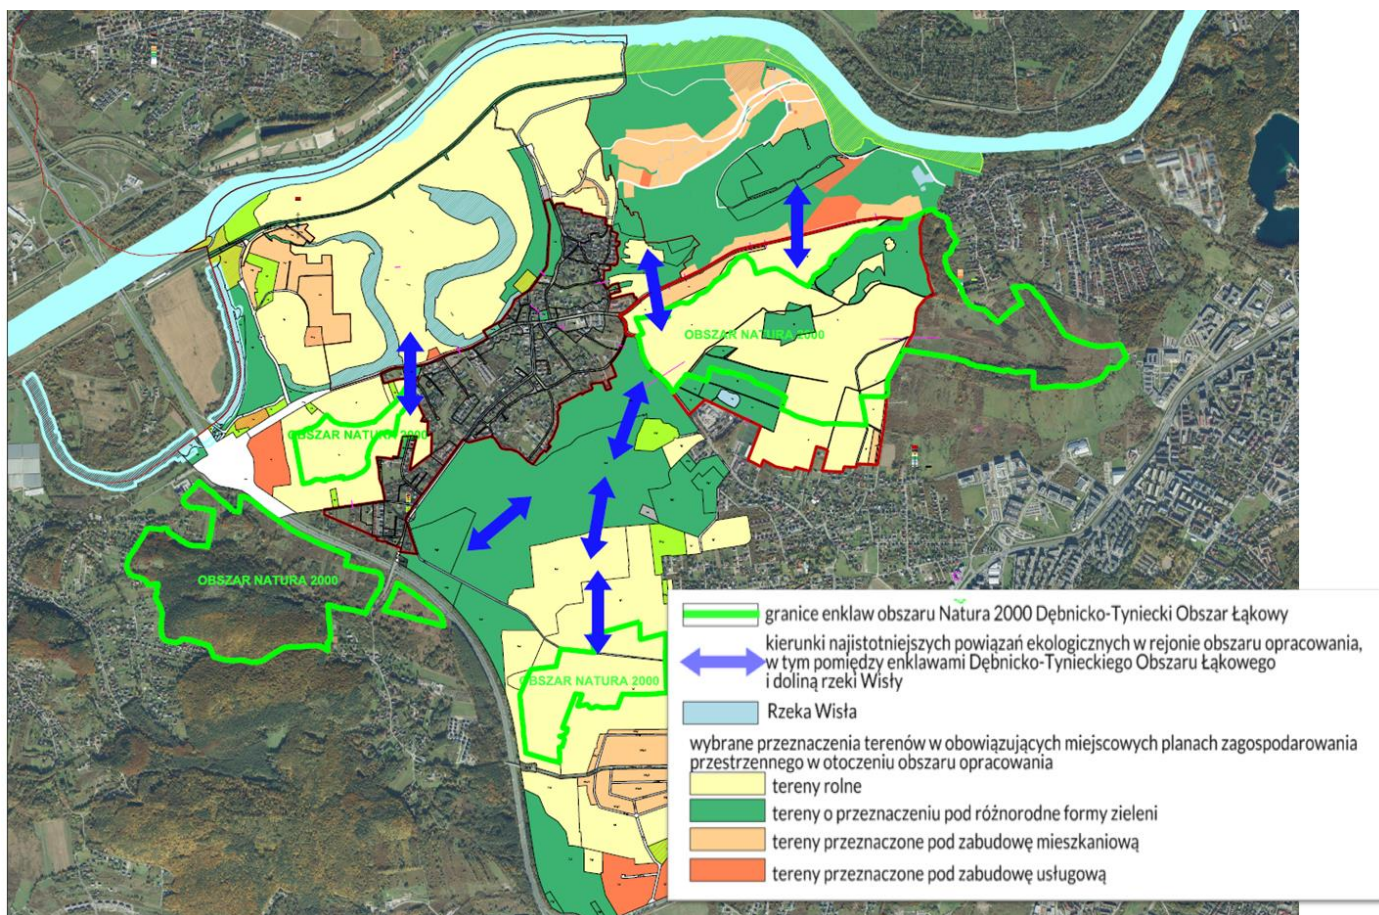 OBSZAR NATURA 2000
OBSZAR NATURA 2000
OBSZAR NATURA 2000
OBSZAR NATURA 2000
granice enklaw obszaru Natura 2000 Dębnicko-Tyniecki Obszar Łąkowy
kierunki najistotniejszych powiązań ekologicznych w rejonie obszaru opracowania,
w tym pomiędzy enklawami Dębnicko-Tynieckiego Obszaru Łąkowego
i doliną rzeki Wisły
Rzeka Wisła
wybrane przeznaczenia terenów w obowiązujących miejscowych planach zagospodarowania
przestrzennego w otoczeniu obszaru opracowania
tereny rolne
tereny o przeznaczeniu pod różnorodne formy zieleni
tereny przeznaczone pod zabudowę mieszkaniową
tereny przeznaczone pod zabudowę usługową